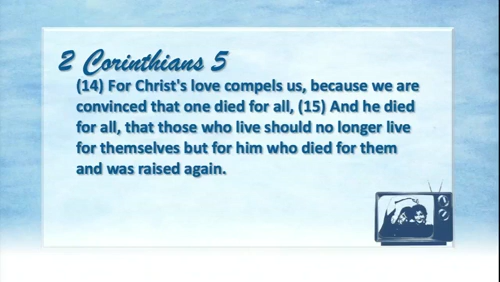 2 Corinthians 5
(14) For Christ's love compels us, because we are
convinced that one died for all, (15) And he died
for all, that those who live should no longer live
for themselves but for him who died for them
and was raised again.